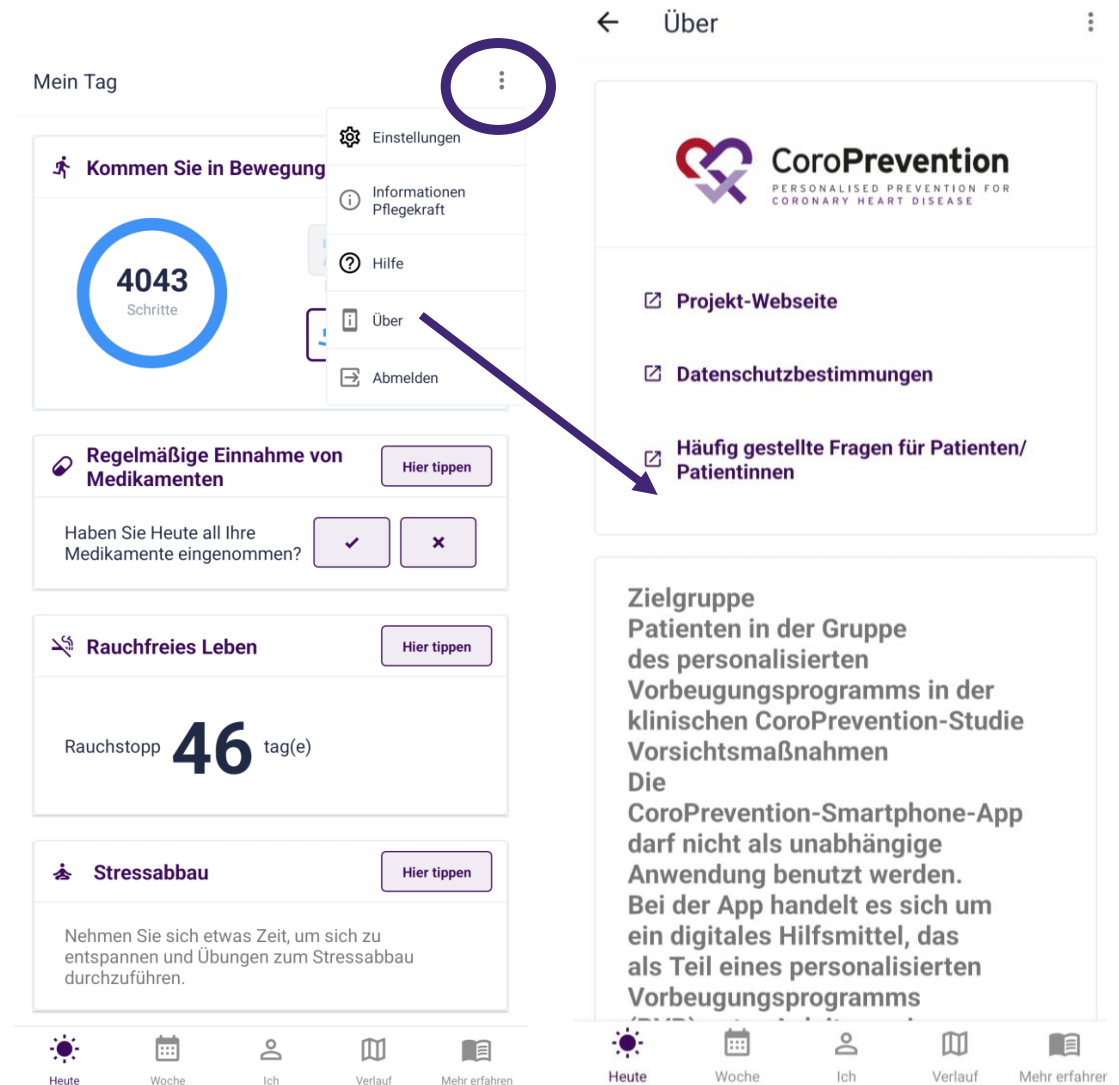 Mein Tag
Einstellungen
Informationen
Pflegekraft
Hilfe
Über
Abmelden
Kommen Sie in Bewegung
4043
Schritte
Regelmäßige Einnahme von
Medikamenten
Hier tippen
Haben Sie Heute all Ihre
Medikamente eingenommen?
Rauchfreies Leben
Hier tippen
Rauchstopp 46 tag(e)
Stressabbau
Hier tippen
Nehmen Sie sich etwas Zeit, um sich zu
entspannen und Übungen zum Stressabbau
durchzuführen.
Heute
Woche
Ich
Verlauf
Mehr erfahren
Über
CoroPrevention
PERSONALISED PREVENTION FOR
CORONARY HEART DISEASE
Projekt-Webseite
Datenschutzbestimmungen
Häufig gestellte Fragen für Patienten/
Patientinnen
Zielgruppe
Patienten in der Gruppe
des personalisierten
Vorbeugungsprogramms in der
klinischen CoroPrevention-Studie
Vorsichtsmaßnahmen
Die
CoroPrevention-Smartphone-App
darf nicht als unabhängige
Anwendung benutzt werden.
Bei der App handelt es sich um
ein digitales Hilfsmittel, das
als Teil eines personalisierten
Vorbeugungsprogramms
Heute
Woche
Ich
Verlauf
Mehr erfahren